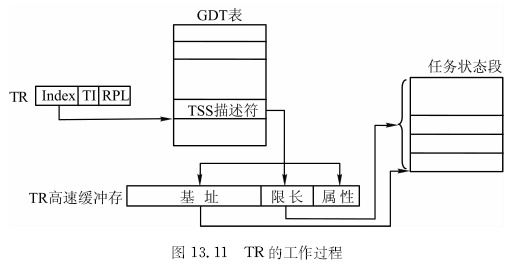 GDT表
任务状态段
TR Index TI RPL
TSS描述符
TR高速缓冲存 基址 限长 属性
图 13.11 TR 的工作过程